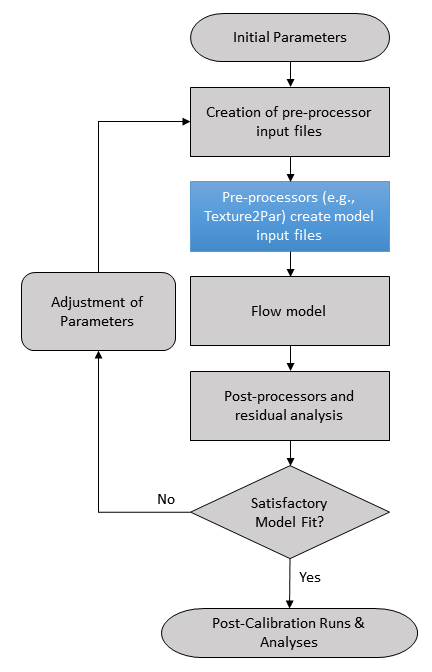 Initial Parameters
Creation of pre-processor
input files
Pre-processors (e.g.,
Texture2Par) create model
input files
Adjustment of
Parameters
Flow model
Post-processors and
residual analysis
No
Satisfactory
Model Fit?
Yes
Post-Calibration Runs &
Analyses